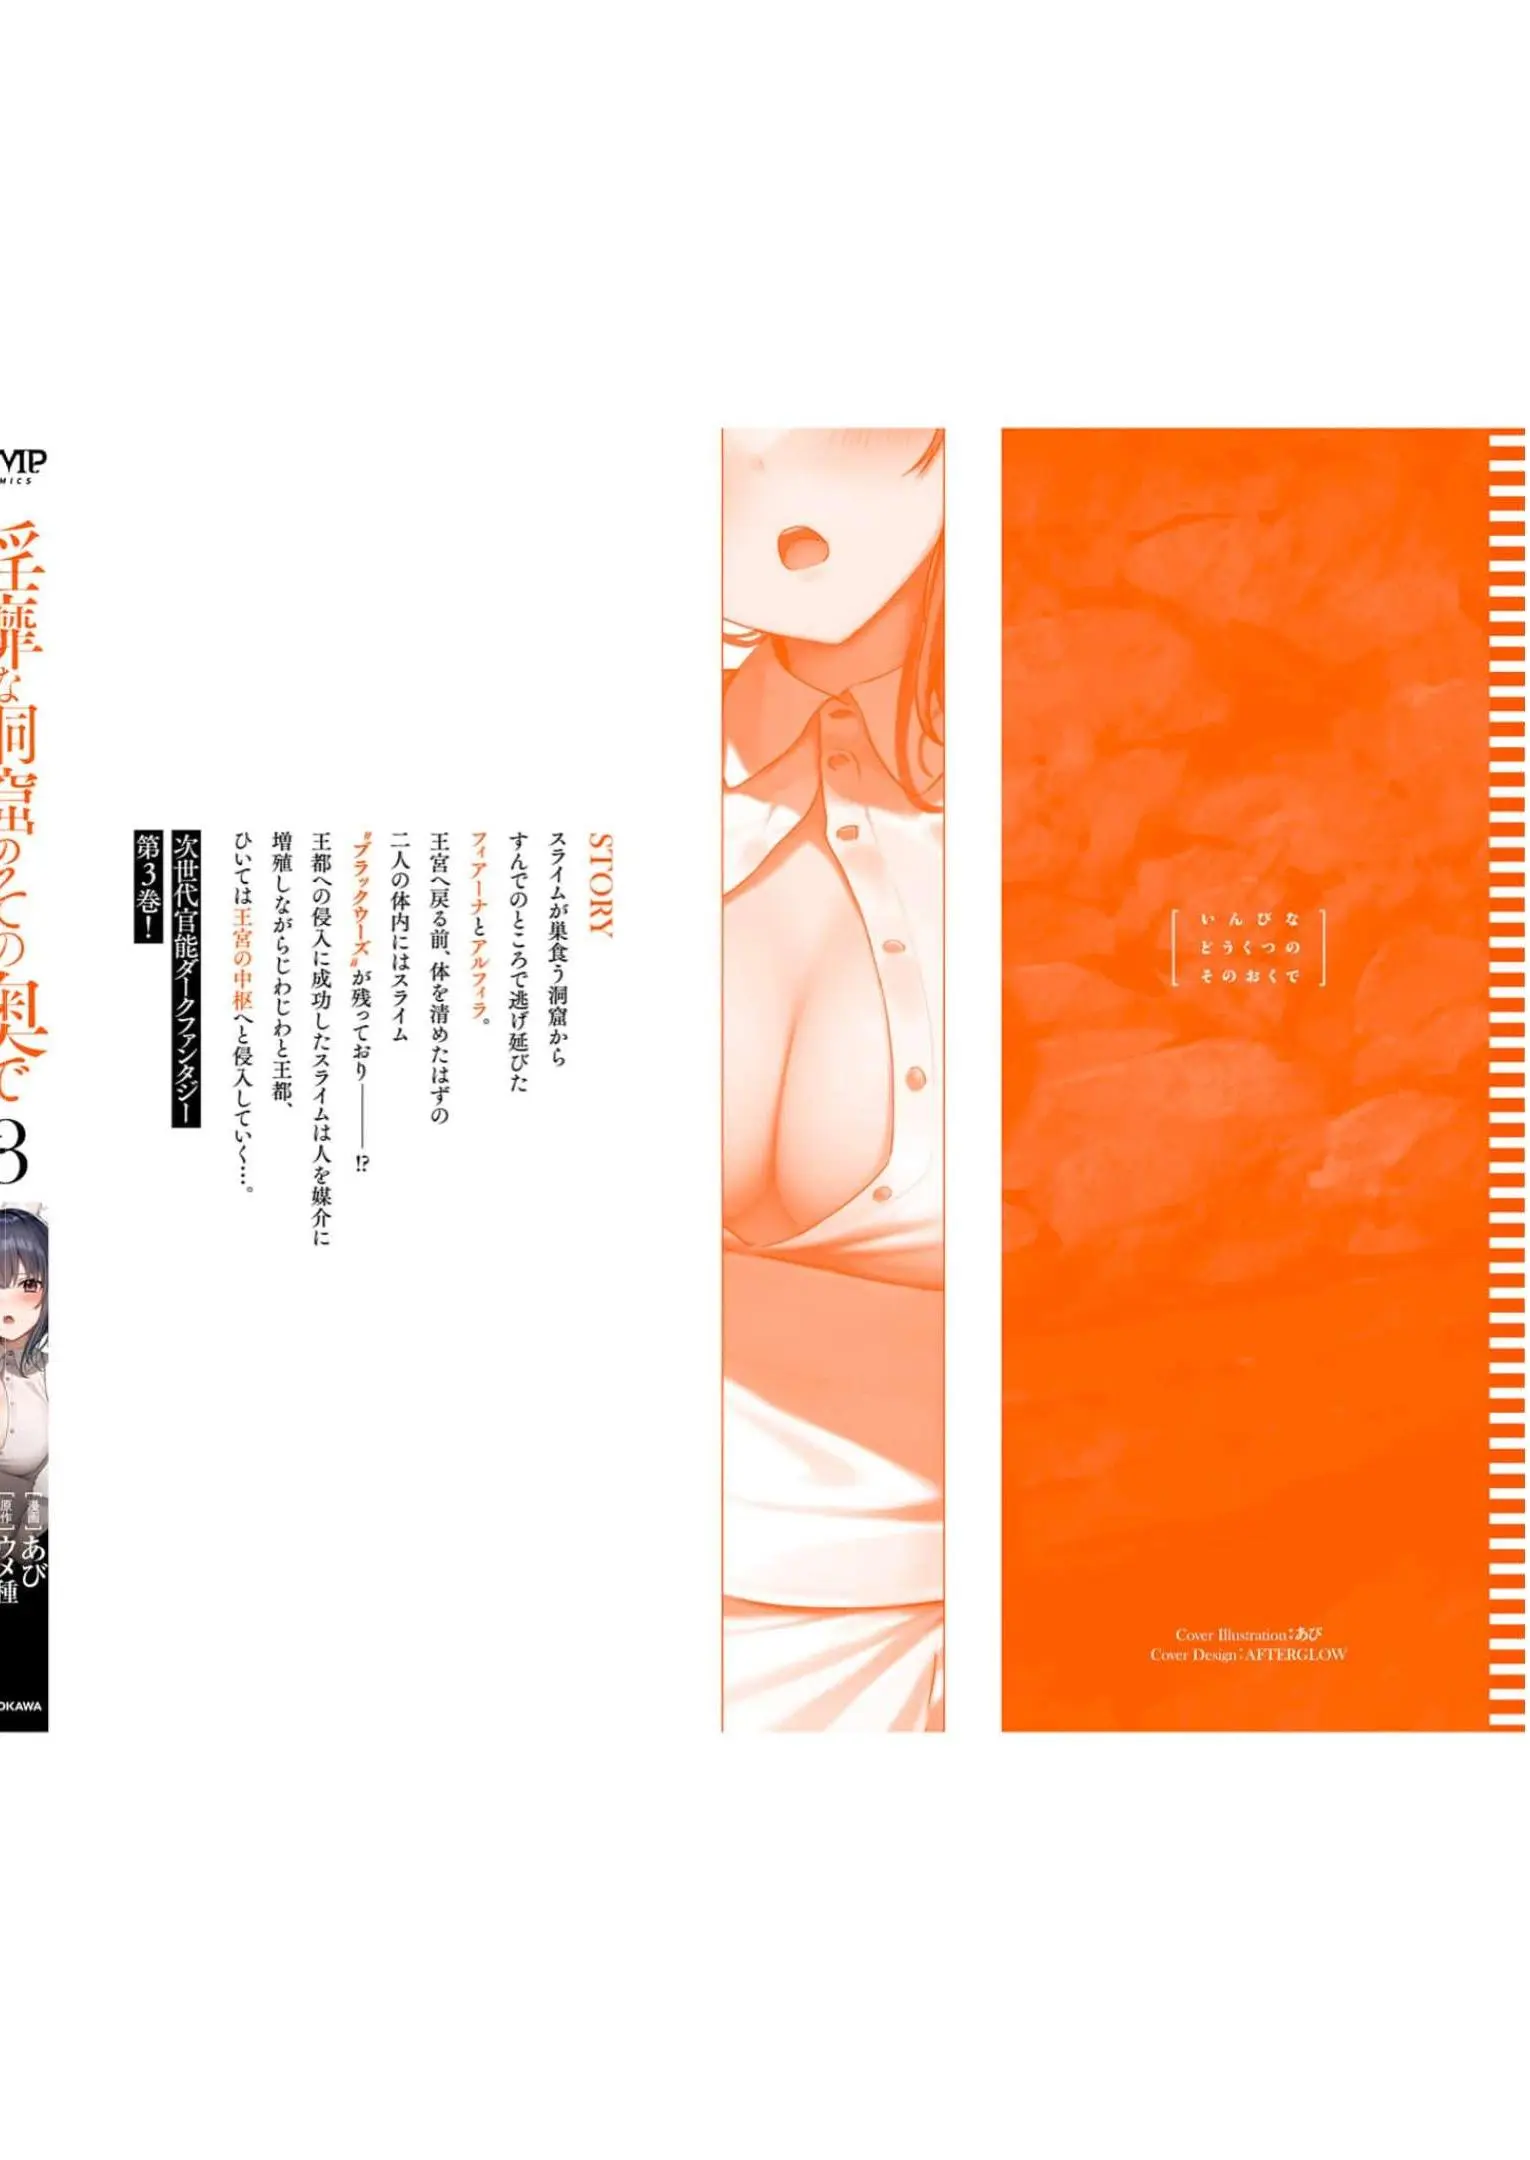 いんびな
どうくつの
そのおくで
Cover Illustration:あび
Cover Design:AFTERGLOW
STORY
スライムが巣食う洞窟から
すんでのところで逃げ延びた
フィアーナとアルフィラ。
王宮へ戻る前、体を清めたはずの
二人の体内にはスライム
〝ブラックウーズ〟が残っており――!?
王都への侵入に成功したスライムは人を媒介に
増殖しながらじわじわと王都、
ひいては王宮の中枢へと侵入していく…。
次世代官能ダークファンタジー
第3巻!
MICS
淫靡な洞窟のその奥で
3
[漫画]あび
[原作]ウメ種
OKAWA